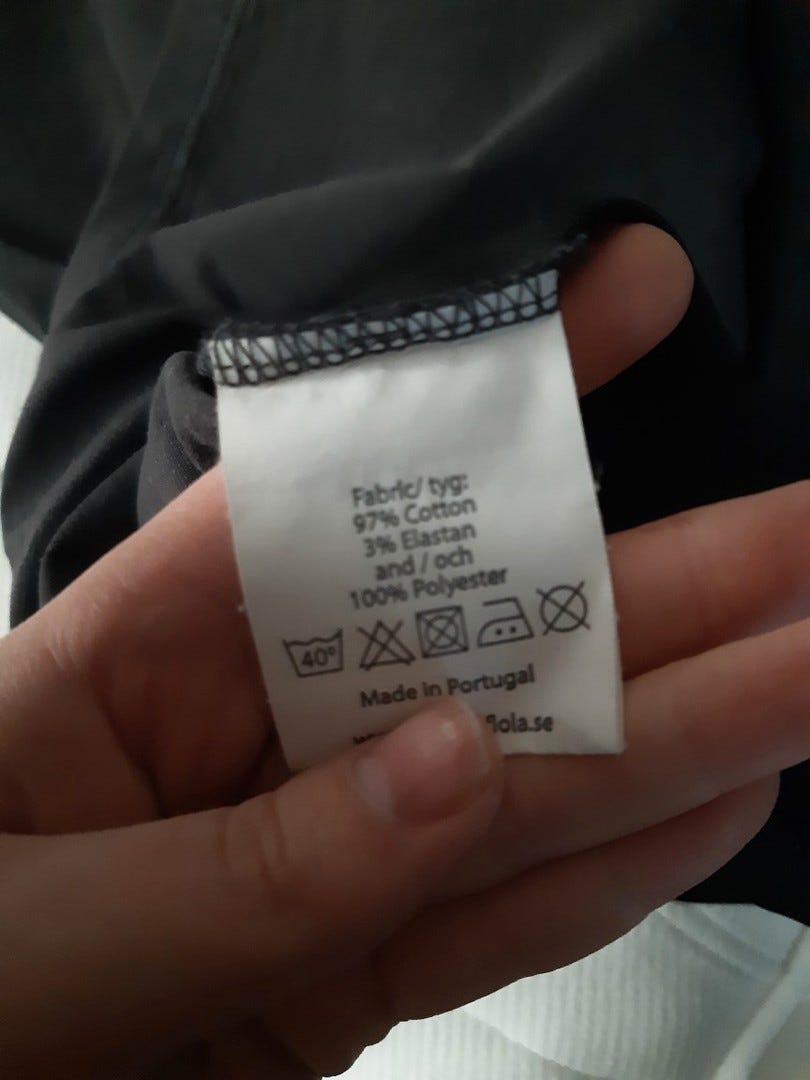 Fabric/ tyg:
97% Cotton
3% Elastan
and / och
100% Polyester
40°
Made in Portugal